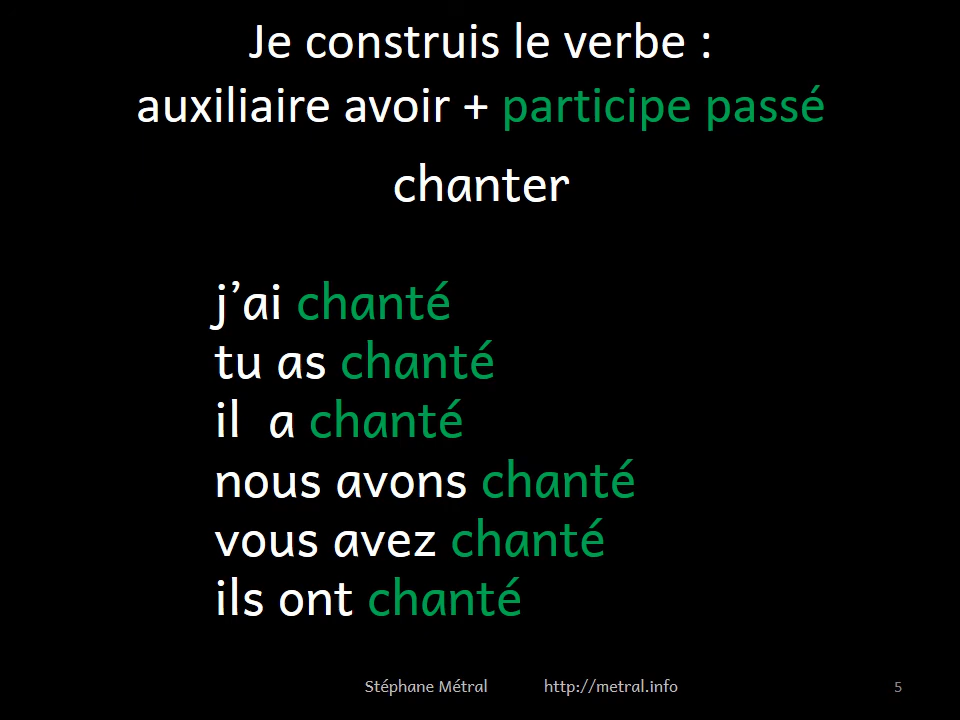 Je construis le verbe :
auxiliaire avoir + participe passé
chanter
j’ai chanté
tu as chanté
il  a chanté
nous avons chanté
vous avez chanté
ils ont chanté
Stéphane Métral http://metral.info 5